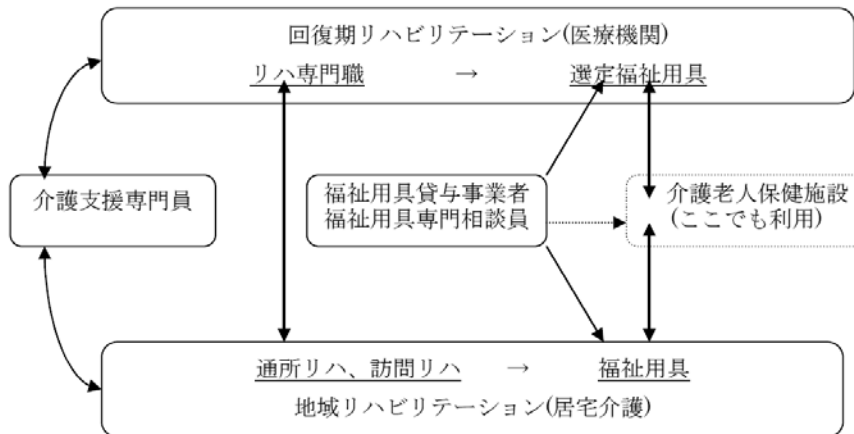 回復期リハビリテーション(医療機関)
リハ専門職 → 選定福祉用具
介護支援専門員
福祉用具貸与事業者
福祉用具専門相談員
介護老人保健施設
(ここでも利用)
通所リハ、訪問リハ → 福祉用具
地域リハビリテーション(居宅介護)